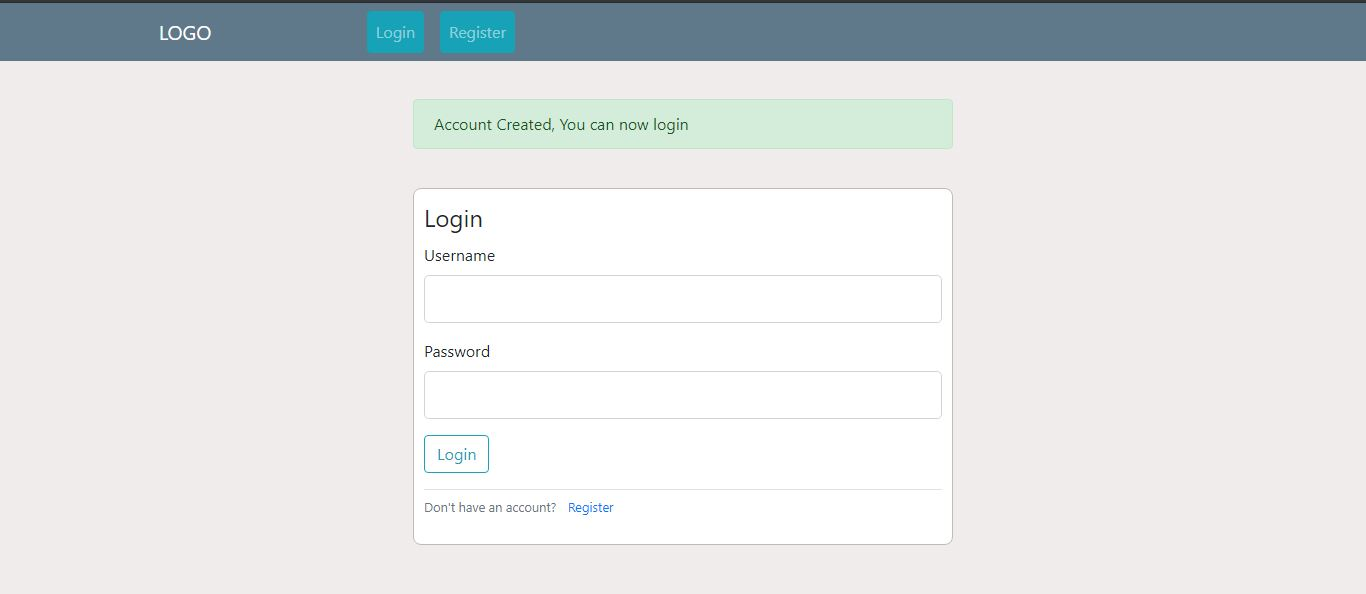 LOGO Login Register
Account Created, You can now login
Login
Username
Password
Login
Don't have an account? Register